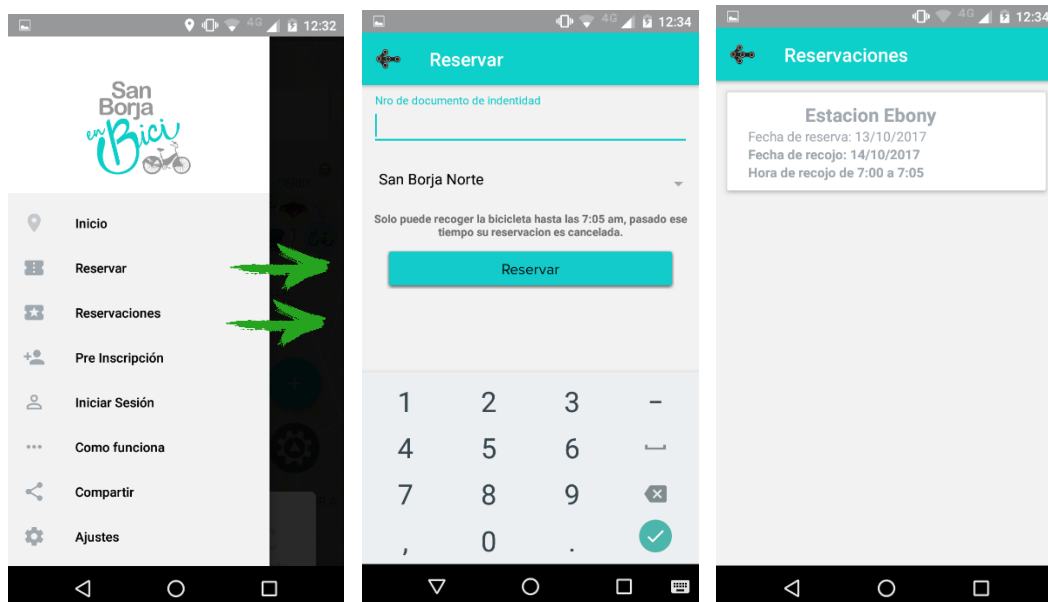 4G 12:32
San
Borja
en Bici
Inicio
Reservar
Reservaciones
Pre Inscripción
Iniciar Sesión
Como funciona
Compartir
Ajustes
4G 12:34
Reservar
Nro de documento de indentidad
San Borja Norte
Solo puede recoger la bicicleta hasta las 7:05 am, pasado ese
tiempo su reservacion es cancelada.
Reservar
1 2 3 -
4 5 6
7 8 9
, 0 .
4G 12:34
Reservaciones
Estacion Ebony
Fecha de reserva: 13/10/2017
Fecha de recojo: 14/10/2017
Hora de recojo de 7:00 a 7:05